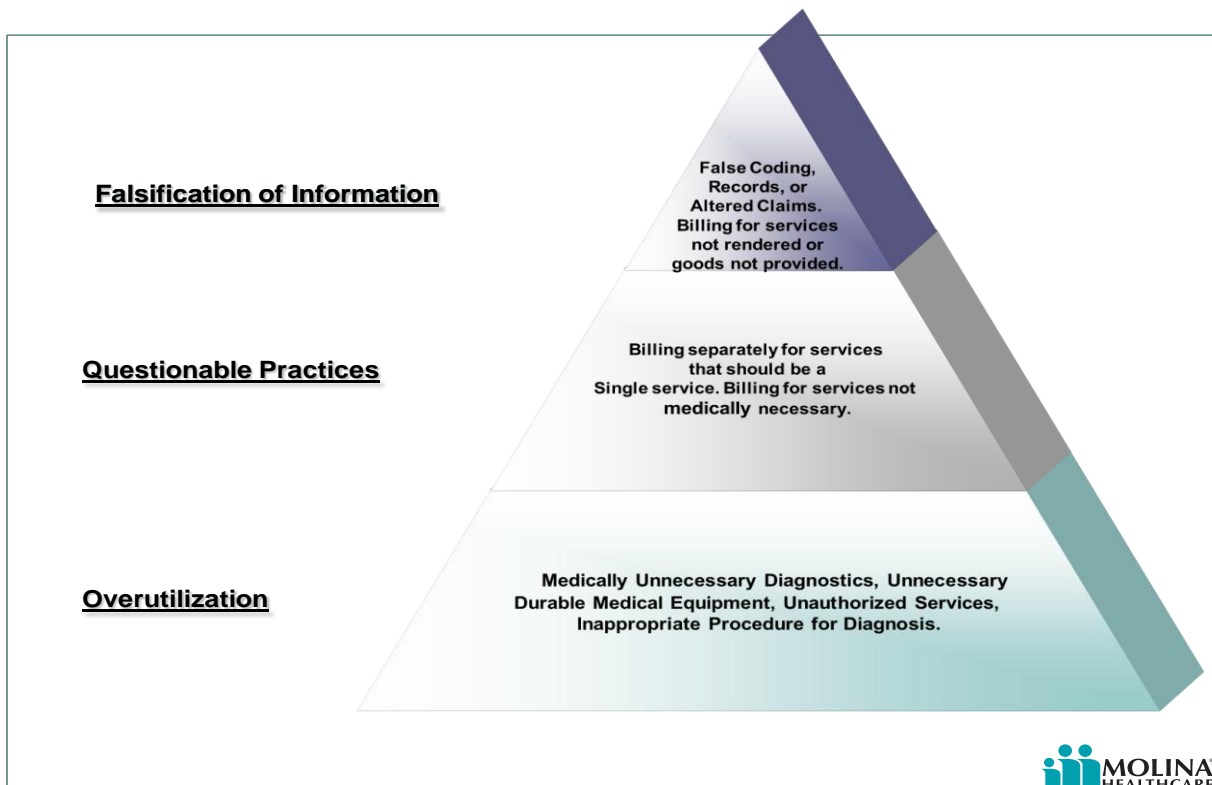 False Coding,
Records, or
Altered Claims.
Billing for services
not rendered or
goods not provided.
Falsification of Information
Billing separately for services
that should be a
Single service. Billing for services not
medically necessary.
Questionable Practices
Medically Unnecessary Diagnostics, Unnecessary
Durable Medical Equipment, Unauthorized Services,
Inappropriate Procedure for Diagnosis.
Overutilization
MOLINA
HEALTHCARE